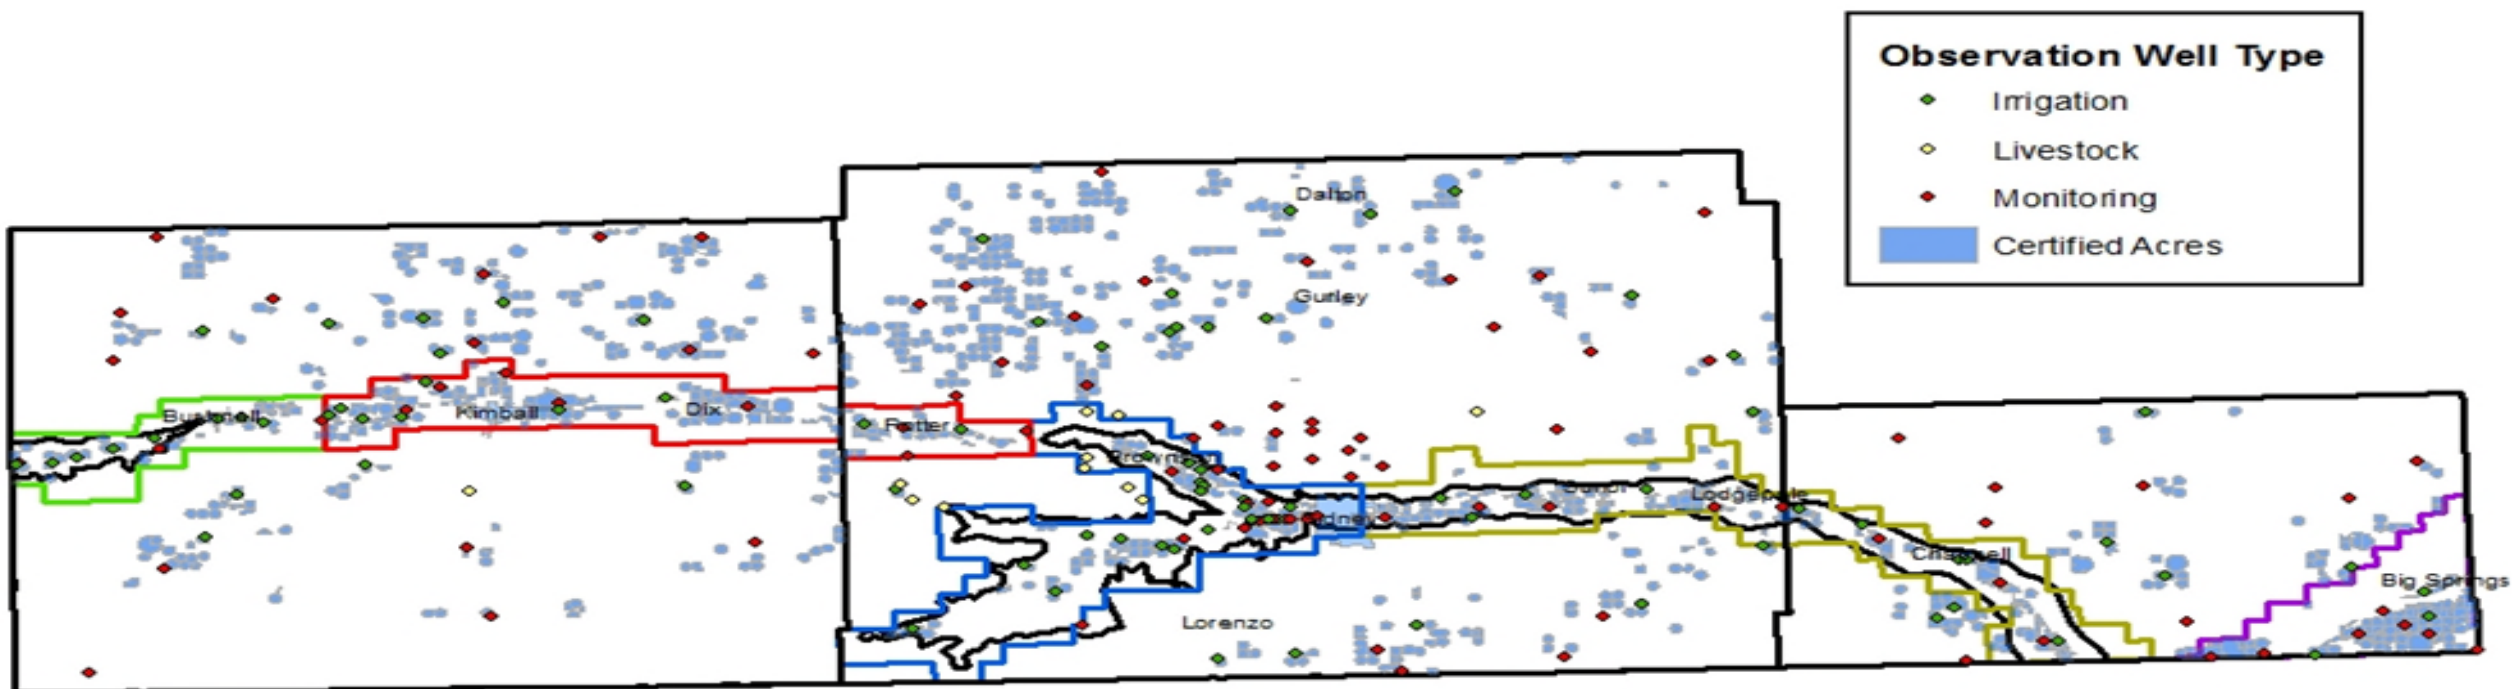 Observation Well Type
Irrigation
Livestock
Monitoring
Certified Acres
Dalton
Gurley
Bushnell
Kimball
Dix
Potter
Lodgepole
Chappell
Big Springs
Lorenzo